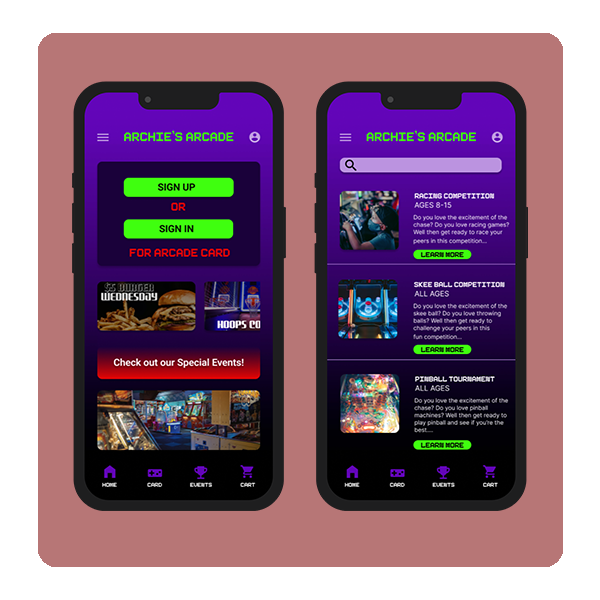 ARCHIE'S ARCADE
SIGN UP
OR
SIGN IN
FOR ARCADE CARD
$5 BURGER
WEDNESDAY
HOOPS CO
Check out our Special Events!
HOME CARD EVENTS CART
ARCHIE'S ARCADE
RACING COMPETITION
AGES 8-15
Do you love the excitement of the
chase? Do you love racing games?
Well then get ready to race your
peers in this competition...
LEARN MORE
SKEE BALL COMPETITION
ALL AGES
Do you love the excitement of the
skee ball? Do you love throwing
balls? Well then get ready to
challenge your peers in this
fun competition...
LEARN MORE
PINBALL TOURNAMENT
ALL AGES
Do you love the excitement of the
chase? Do you love pinball
machines? Well then get ready to
play pinball and see if you're the
best....
LEARN MORE
HOME CARD EVENTS CART